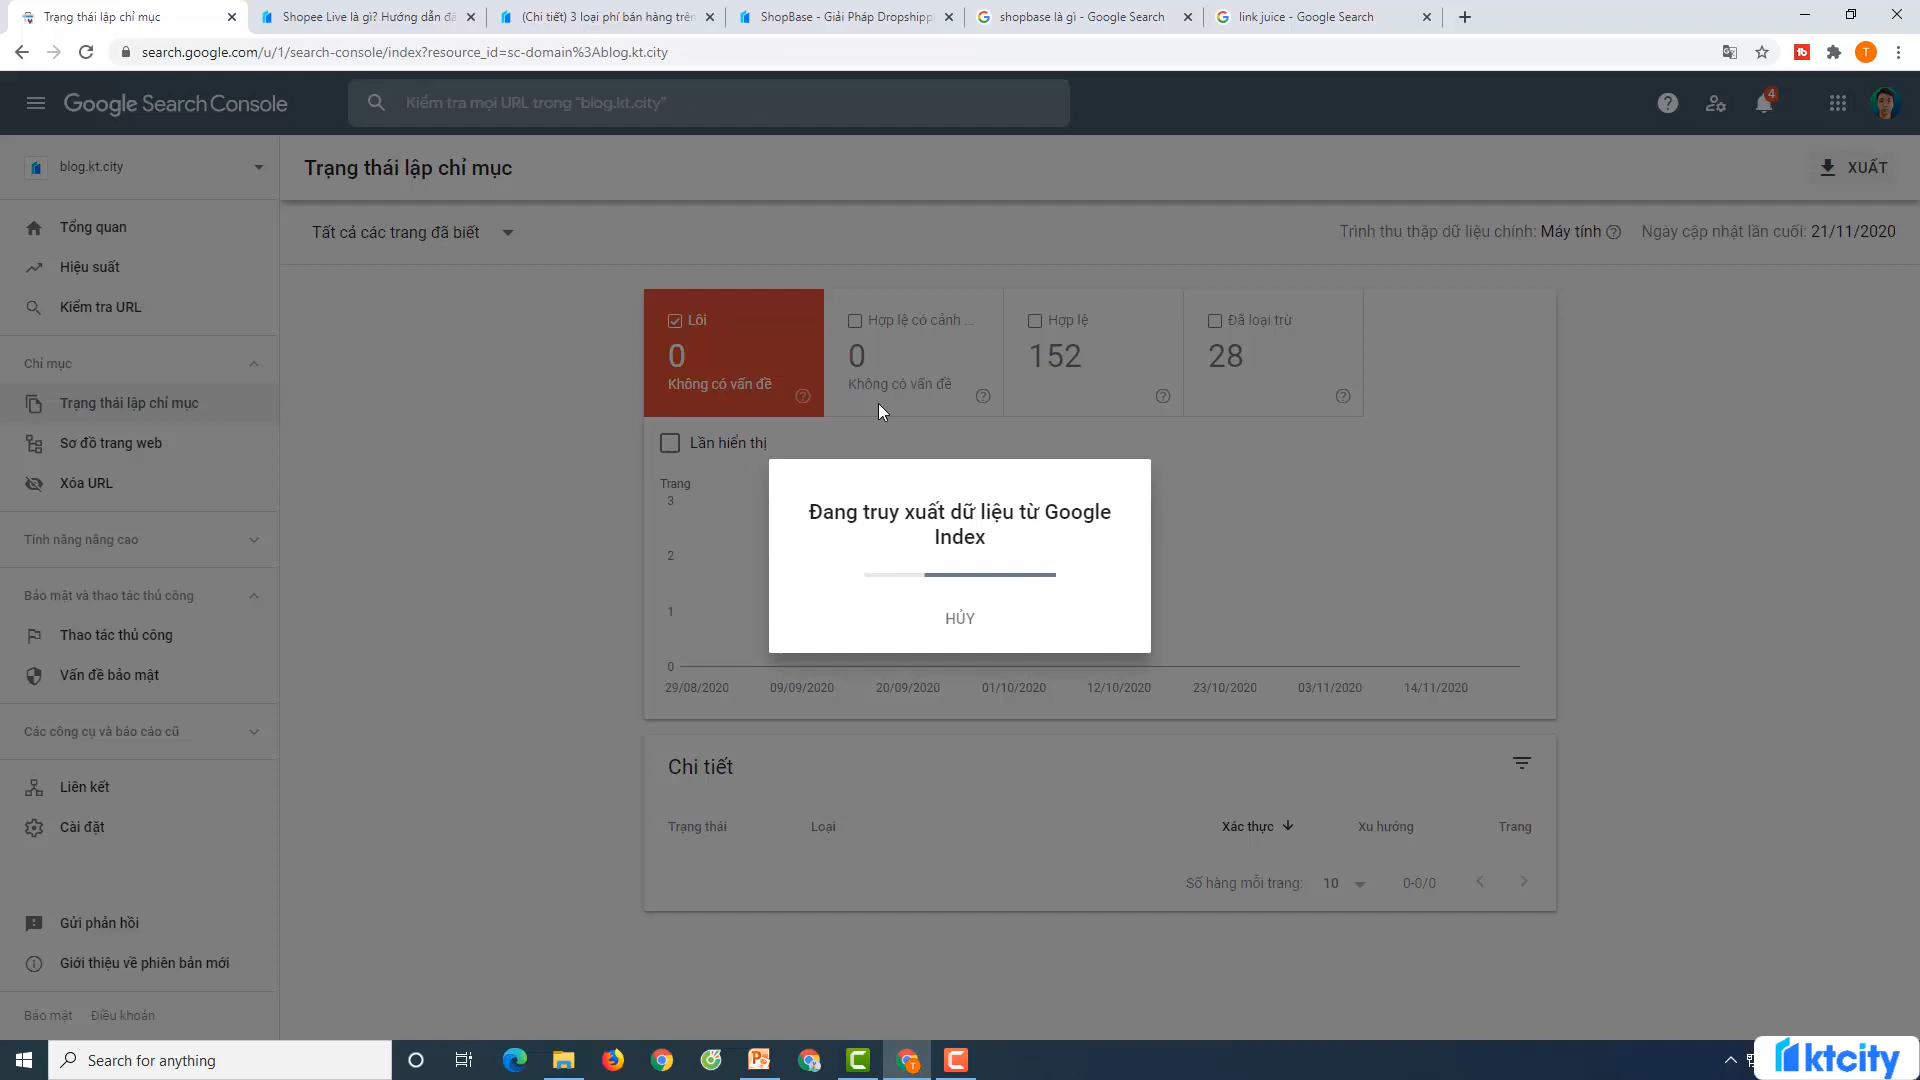 Trạng thái lập chỉ mục
Shopee Live là gì? Hướng dẫn đă
(Chi tiết) 3 loại phí bán hàng trên
ShopBase - Giải Pháp Dropshipp
shopbase là gì - Google Search
link juice - Google Search
search.google.com/u/1/search-console/index?resource_id=sc-domain%3Ablog.kt.city
T
Google Search Console
Kiểm tra mọi URL trong "blog.kt.city"
4
blog.kt.city
Trạng thái lập chỉ mục
XUẤT
Tổng quan
Hiệu suất
Kiểm tra URL
Chỉ mục
Trạng thái lập chỉ mục
Sơ đồ trang web
Xóa URL
Tính năng nâng cao
Bảo mật và thao tác thủ công
Thao tác thủ công
Vấn đề bảo mật
Các công cụ và báo cáo cũ
Liên kết
Cài đặt
Gửi phản hồi
Giới thiệu về phiên bản mới
Bảo mật Điều khoản
Tất cả các trang đã biết
Trình thu thập dữ liệu chính: Máy tính
Ngày cập nhật lần cuối: 21/11/2020
Lỗi
0
Không có vấn đề
Hợp lệ có cảnh ...
0
Không có vấn đề
Hợp lệ
152
Đã loại trừ
28
Lần hiển thị
Trang
3
2
1
0
29/08/2020 09/09/2020 20/09/2020 01/10/2020 12/10/2020 23/10/2020 03/11/2020 14/11/2020
Đang truy xuất dữ liệu từ Google
Index
HỦY
Chi tiết
Trạng thái Loại Xác thực Xu hướng Trang
Số hàng mỗi trang: 10 0-0/0
Search for anything
ktcity